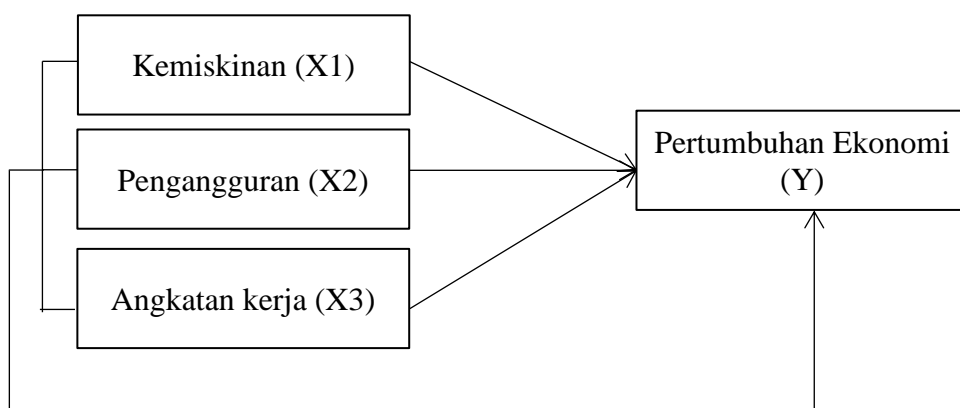 Kemiskinan (X1)
Pengangguran (X2)
Angkatan kerja (X3)
Pertumbuhan Ekonomi
(Y)